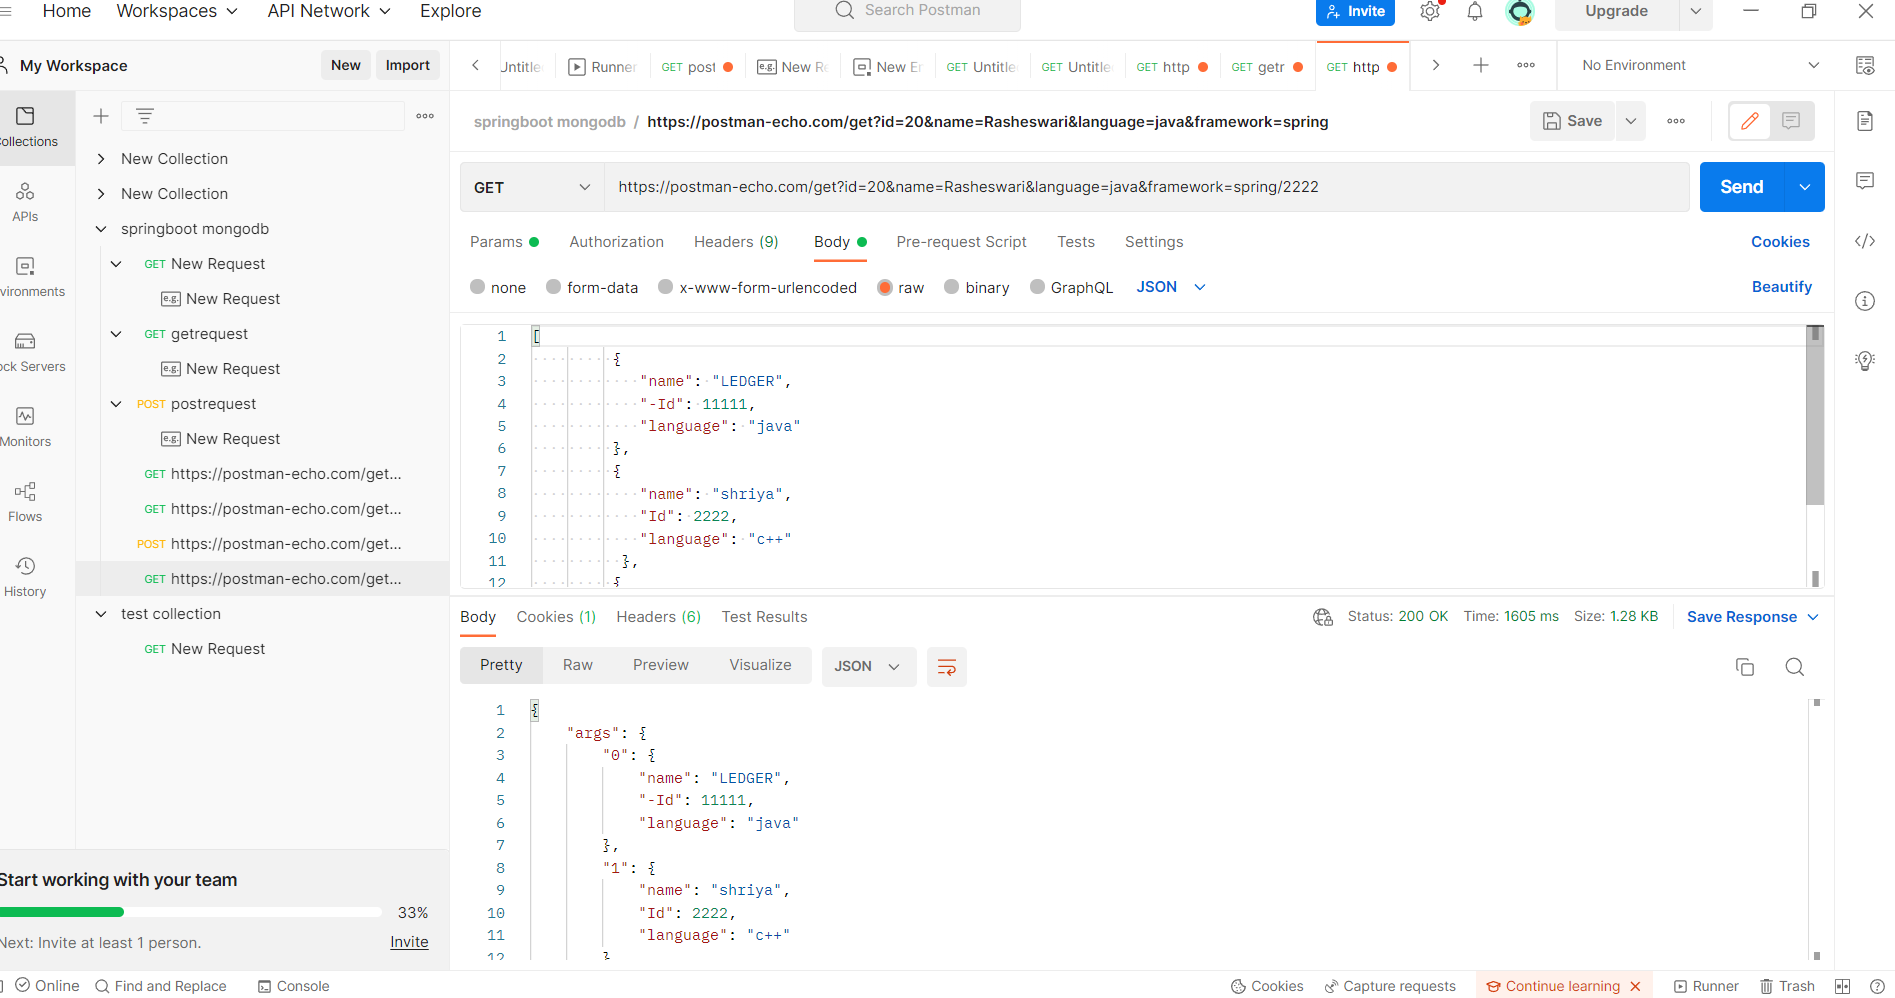 Home Workspaces API Network Explore Search Postman Invite Upgrade
My Workspace New Import Untitle Runner GET post New Re New En GET Untitle GET Untitle GET http GET getr GET http No Environment
springboot mongodb / https://postman-echo.com/get?id=20&name=Rasheswari&language=java&framework=spring Save
ollections
New Collection
New Collection
springboot mongodb
GET New Request
e.g. New Request
GET getrequest
e.g. New Request
POST postrequest
e.g. New Request
GET https://postman-echo.com/get...
GET https://postman-echo.com/get...
POST https://postman-echo.com/get...
GET https://postman-echo.com/get...
test collection
GET New Request
APIs
vironments
ock Servers
Monitors
Flows
History
GET https://postman-echo.com/get?id=20&name=Rasheswari&language=java&framework=spring/2222 Send
Params Authorization Headers (9) Body Pre-request Script Tests Settings Cookies
none form-data x-www-form-urlencoded raw binary GraphQL JSON Beautify
1 [
2 {
3 "name": "LEDGER",
4 "-Id": 11111,
5 "language": "java"
6 },
7 {
8 "name": "shriya",
9 "Id": 2222,
10 "language": "c++"
11 },
12 {
Body Cookies (1) Headers (6) Test Results Status: 200 OK Time: 1605 ms Size: 1.28 KB Save Response
Pretty Raw Preview Visualize JSON
1 {
2 "args": {
3 "0": {
4 "name": "LEDGER",
5 "-Id": 11111,
6 "language": "java"
7 },
8 "1": {
9 "name": "shriya",
10 "Id": 2222,
11 "language": "c++"
12 }
Start working with your team
33%
Next: Invite at least 1 person. Invite
Online Find and Replace Console Cookies Capture requests Continue learning Runner Trash